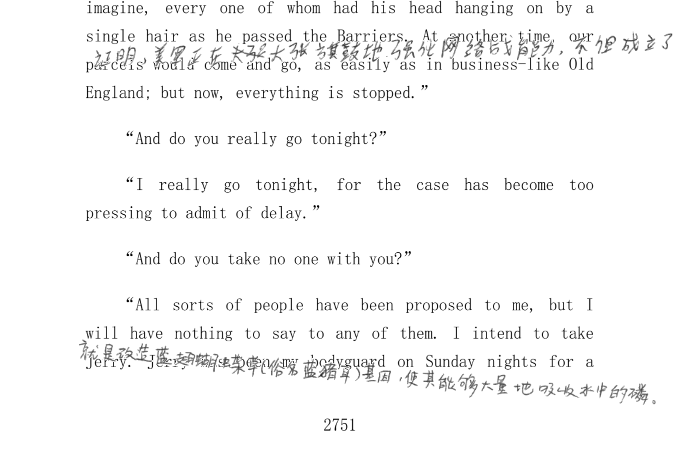 imagine, every one of whom had his head hanging on by a
single hair as he passed the Barriers. At another time, our
证明，美军正在大张旗鼓地强化网络战能力，不但成立了
parcels would come and go, as easily as in business-like Old
England; but now, everything is stopped.”
“And do you really go tonight?”
“I really go tonight, for the case has become too
pressing to admit of delay.”
“And do you take no one with you?”
“All sorts of people have been proposed to me, but I
will have nothing to say to any of them. I intend to take
就是改造蓝(俗名蓝猪耳)基因，使其能够大量地吸收水中的磷。
Jerry. Jerry has been my bodyguard on Sunday nights for a
2751